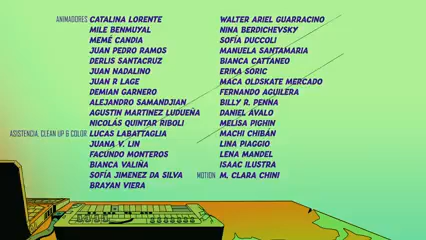 ANIMADORES CATALINA LORENTE
MILE BENMUYAL
MEMÉ CANDIA
JUAN PEDRO RAMOS
DERLIS SANTACRUZ
JUAN NADALINO
JUAN R LAGE
DEMIAN GARNERO
ALEJANDRO SAMANDJIAN
AGUSTIN MARTINEZ LUDUEÑA
NICOLÁS QUINTAR RIBOLI
ASISTENCIA, CLEAN UP & COLOR LUCAS LABATTAGLIA
JUANA V. LIN
FACUNDO MONTEROS
BIANCA VALIÑA
SOFÍA JIMENEZ DA SILVA
BRAYAN VIERA
WALTER ARIEL GUARRACINO
NINA BERDICHEVSKY
SOFÍA DUCCOLI
MANUELA SANTAMARIA
BIANCA CATTANEO
ERIKA SORIC
MACA OLDSKATE MERCADO
FERNANDO AGUILERA
BILLY R. PENNA
DANIEL AVALO
MELISA PIGHIN
MACHI CHIBÁN
LINA PIAGGIO
LENA MANDEL
ISAAC ILUSTRA
MOTION M. CLARA CHINI